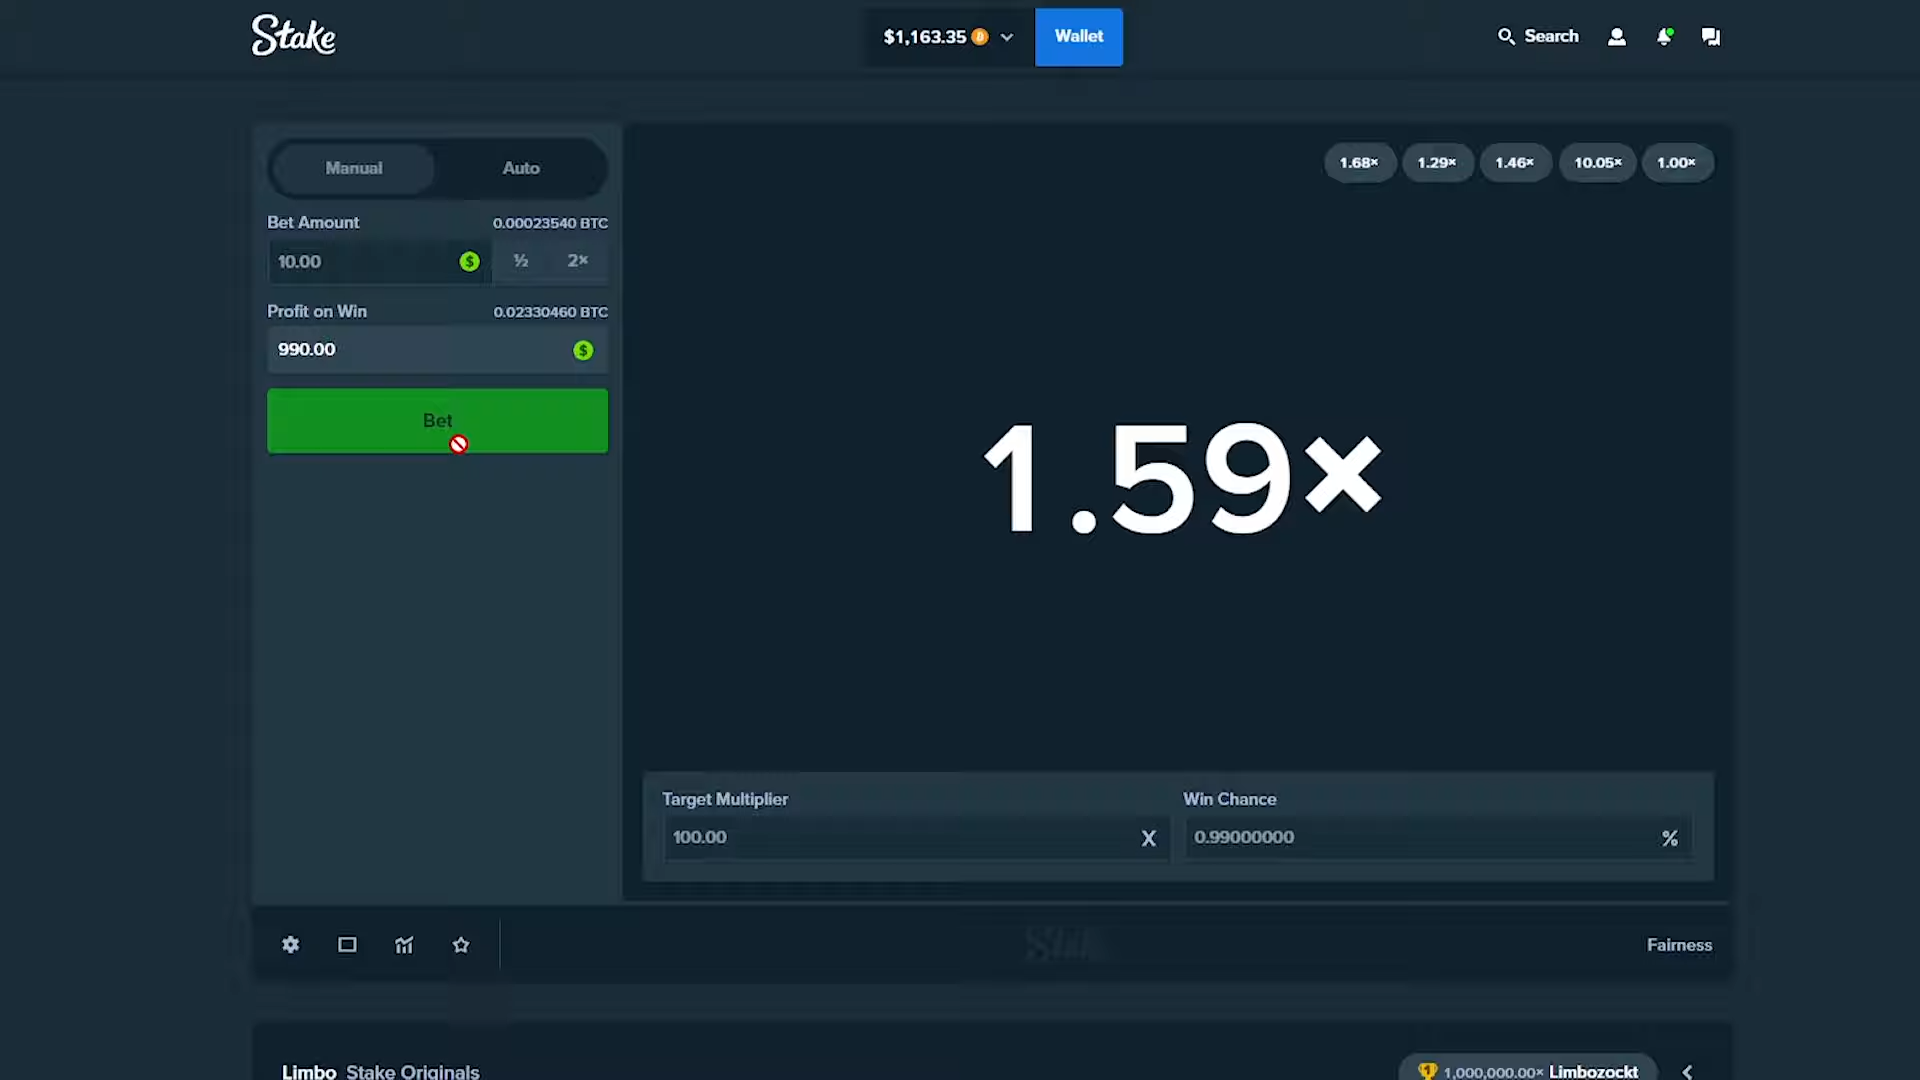 Stake
$1,163.35
Wallet
Search
Manual
Auto
1.68×
1.29×
1.46×
10.05×
1.00×
Bet Amount
0.00023540 BTC
10.00
$
½
2×
Profit on Win
0.02330460 BTC
990.00
$
Bet
1.59×
Target Multiplier
Win Chance
100.00
X
0.99000000
%
Stake
Fairness
Limbo Stake Originals
1,000,000.00× Limbozockt